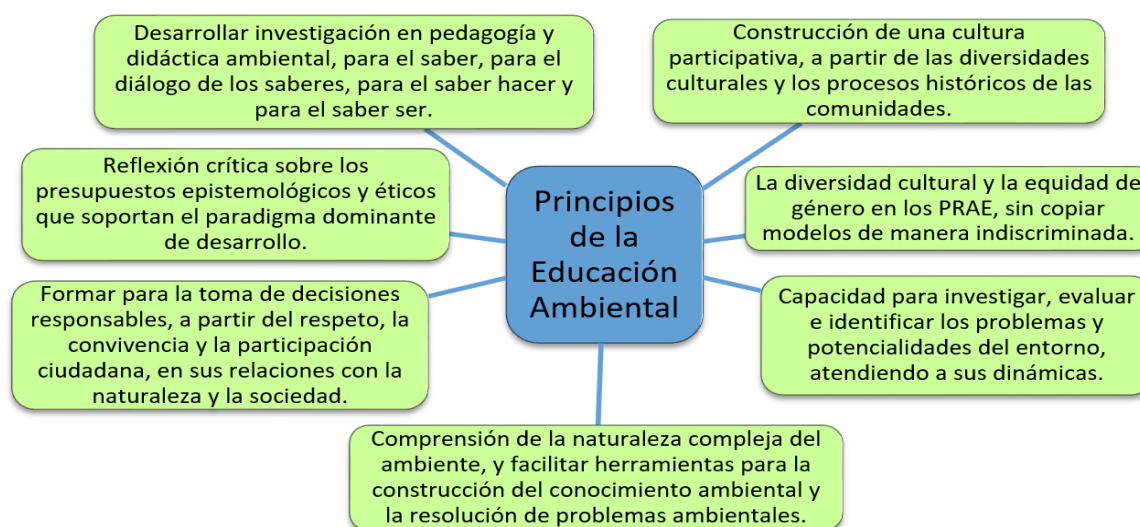 Desarrollar investigación en pedagogía y
didáctica ambiental, para el saber, para el
diálogo de los saberes, para el saber hacer y
para el saber ser.
Construcción de una cultura
participativa, a partir de las diversidades
culturales y los procesos históricos de las
comunidades.
Reflexión crítica sobre los
presupuestos epistemológicos y éticos
que soportan el paradigma dominante
de desarrollo.
Principios
de la
Educación
Ambiental
La diversidad cultural y la equidad de
género en los PRAE, sin copiar
modelos de manera indiscriminada.
Formar para la toma de decisiones
responsables, a partir del respeto, la
convivencia y la participación
ciudadana, en sus relaciones con la
naturaleza y la sociedad.
Capacidad para investigar, evaluar
e identificar los problemas y
potencialidades del entorno,
atendiendo a sus dinámicas.
Comprensión de la naturaleza compleja del
ambiente, y facilitar herramientas para la
construcción del conocimiento ambiental y
la resolución de problemas ambientales.